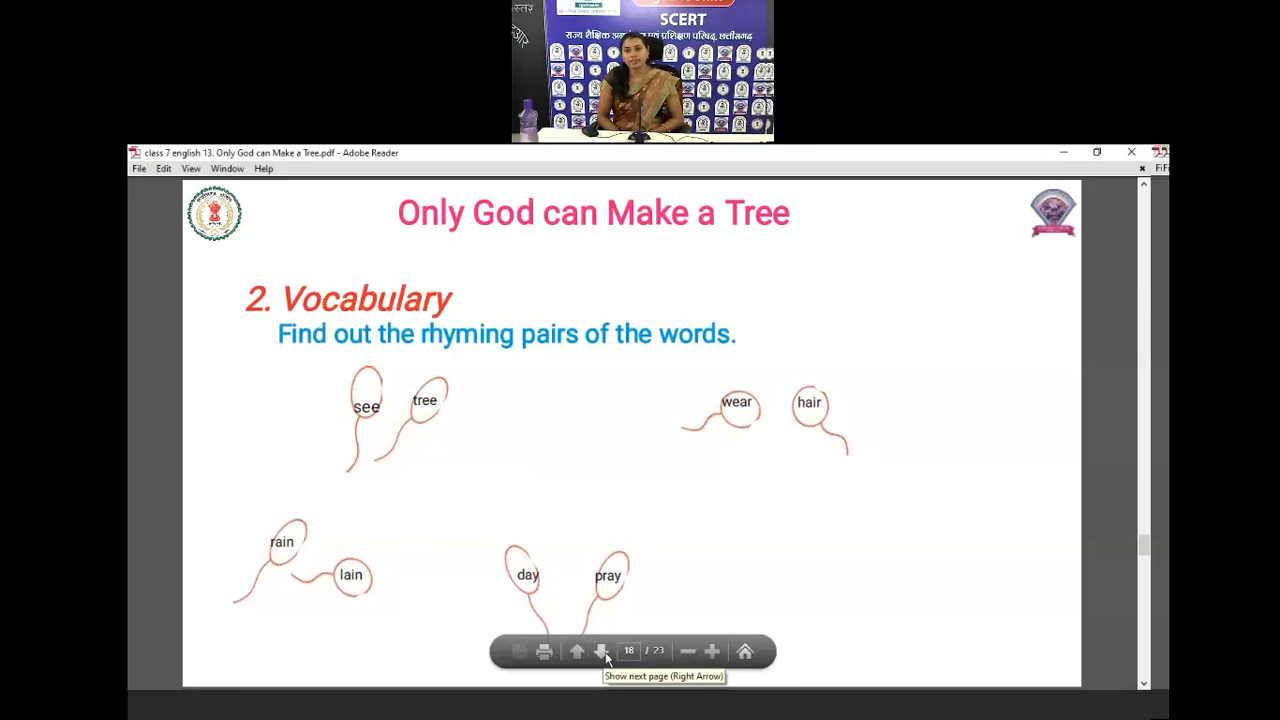 स्तर
SCERT
राज्य शैक्षिक अनुसंधान एवं प्रशिक्षण परिषद्, छत्तीसगढ़
class 7 english 13. Only God can Make a Tree.pdf - Adobe Reader
File Edit View Window Help
Only God can Make a Tree
2. Vocabulary
Find out the rhyming pairs of the words.
see tree wear hair
rain lain day pray
18 / 23
Show next page (Right Arrow)